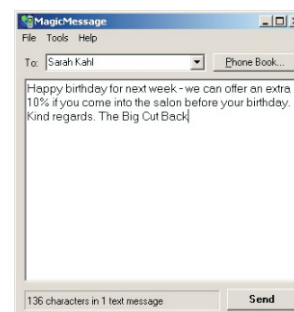 MagicMessage
File Tools Help
To: Sarah Kahl Phone Book...
Happy birthday for next week - we can offer an extra
10% if you come into the salon before your birthday.
Kind regards. The Big Cut Back
136 characters in 1 text message Send